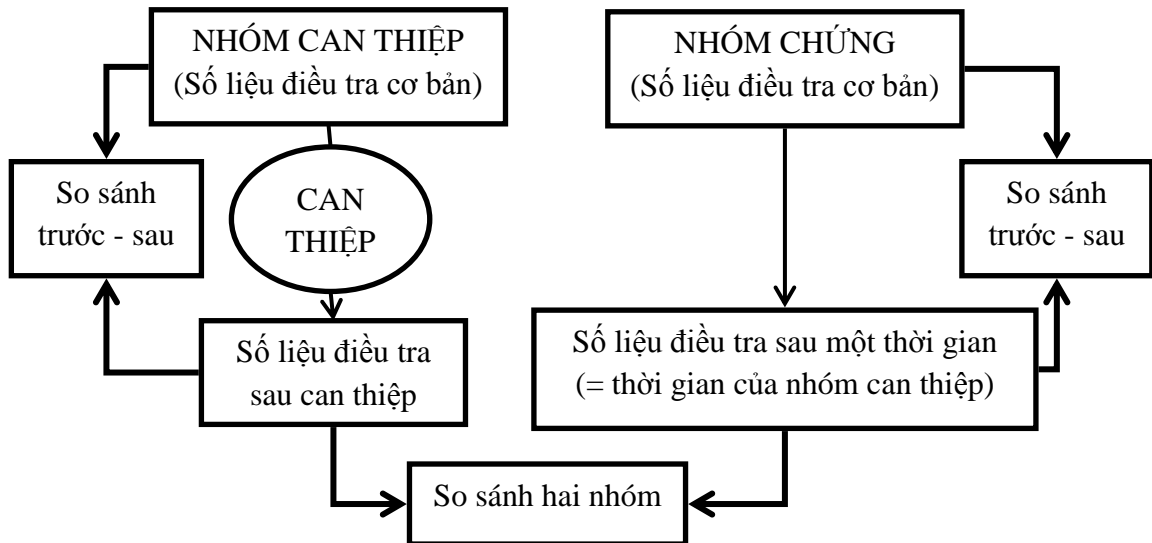 NHÓM CAN THIỆP
(Số liệu điều tra cơ bản)
NHÓM CHỨNG
(Số liệu điều tra cơ bản)
So sánh
trước - sau
CAN
THIỆP
So sánh
trước - sau
Số liệu điều tra
sau can thiệp
Số liệu điều tra sau một thời gian
(= thời gian của nhóm can thiệp)
So sánh hai nhóm